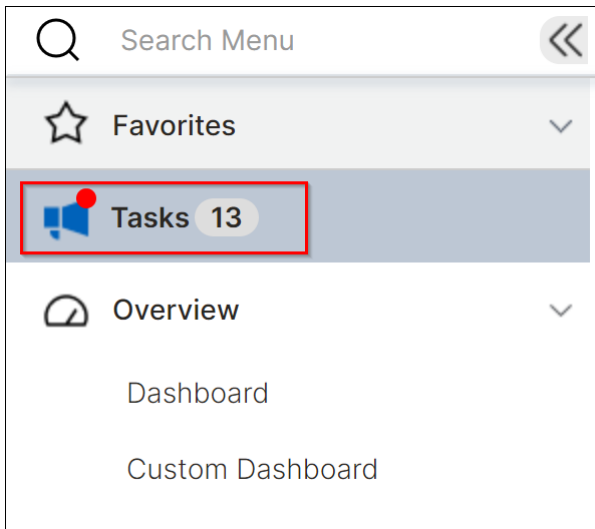 Search Menu
Favorites
Tasks 13
Overview
Dashboard
Custom Dashboard